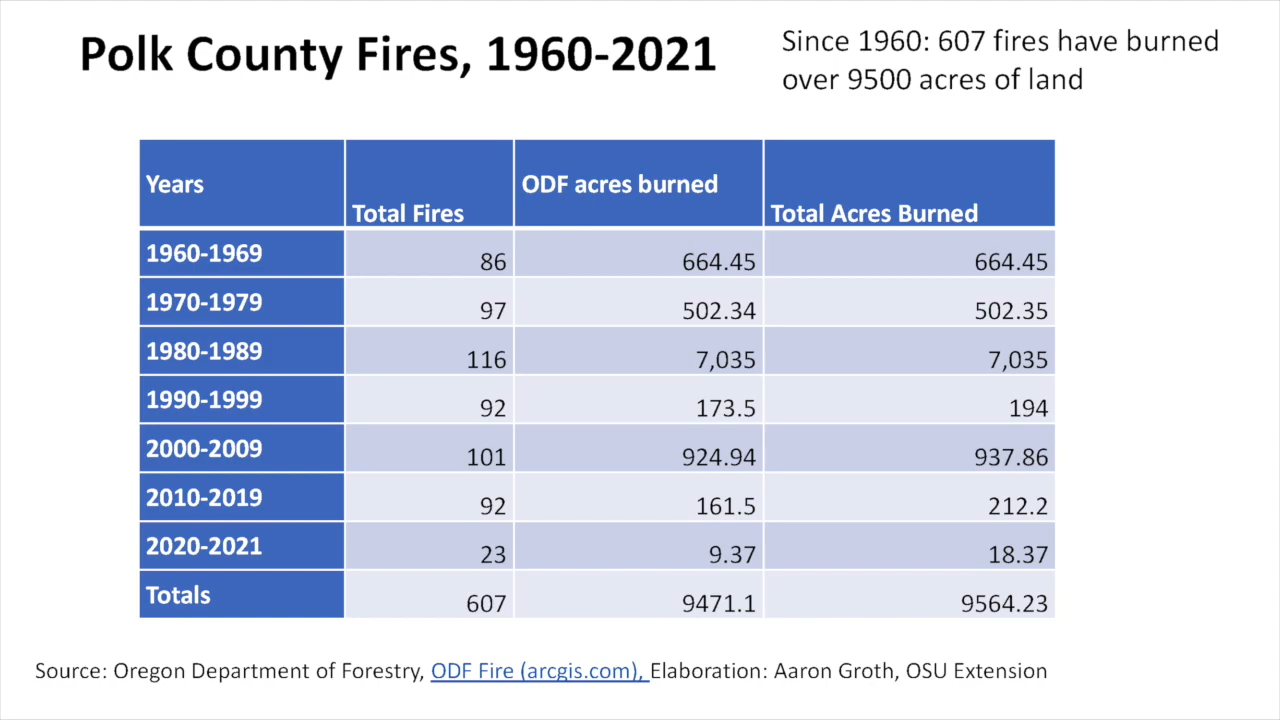 Polk County Fires, 1960-2021
Since 1960: 607 fires have burned
over 9500 acres of land
Years Total Fires ODF acres burned Total Acres Burned
1960-1969 86 664.45 664.45
1970-1979 97 502.34 502.35
1980-1989 116 7,035 7,035
1990-1999 92 173.5 194
2000-2009 101 924.94 937.86
2010-2019 92 161.5 212.2
2020-2021 23 9.37 18.37
Totals 607 9471.1 9564.23
Source: Oregon Department of Forestry, ODF Fire (arcgis.com), Elaboration: Aaron Groth, OSU Extension